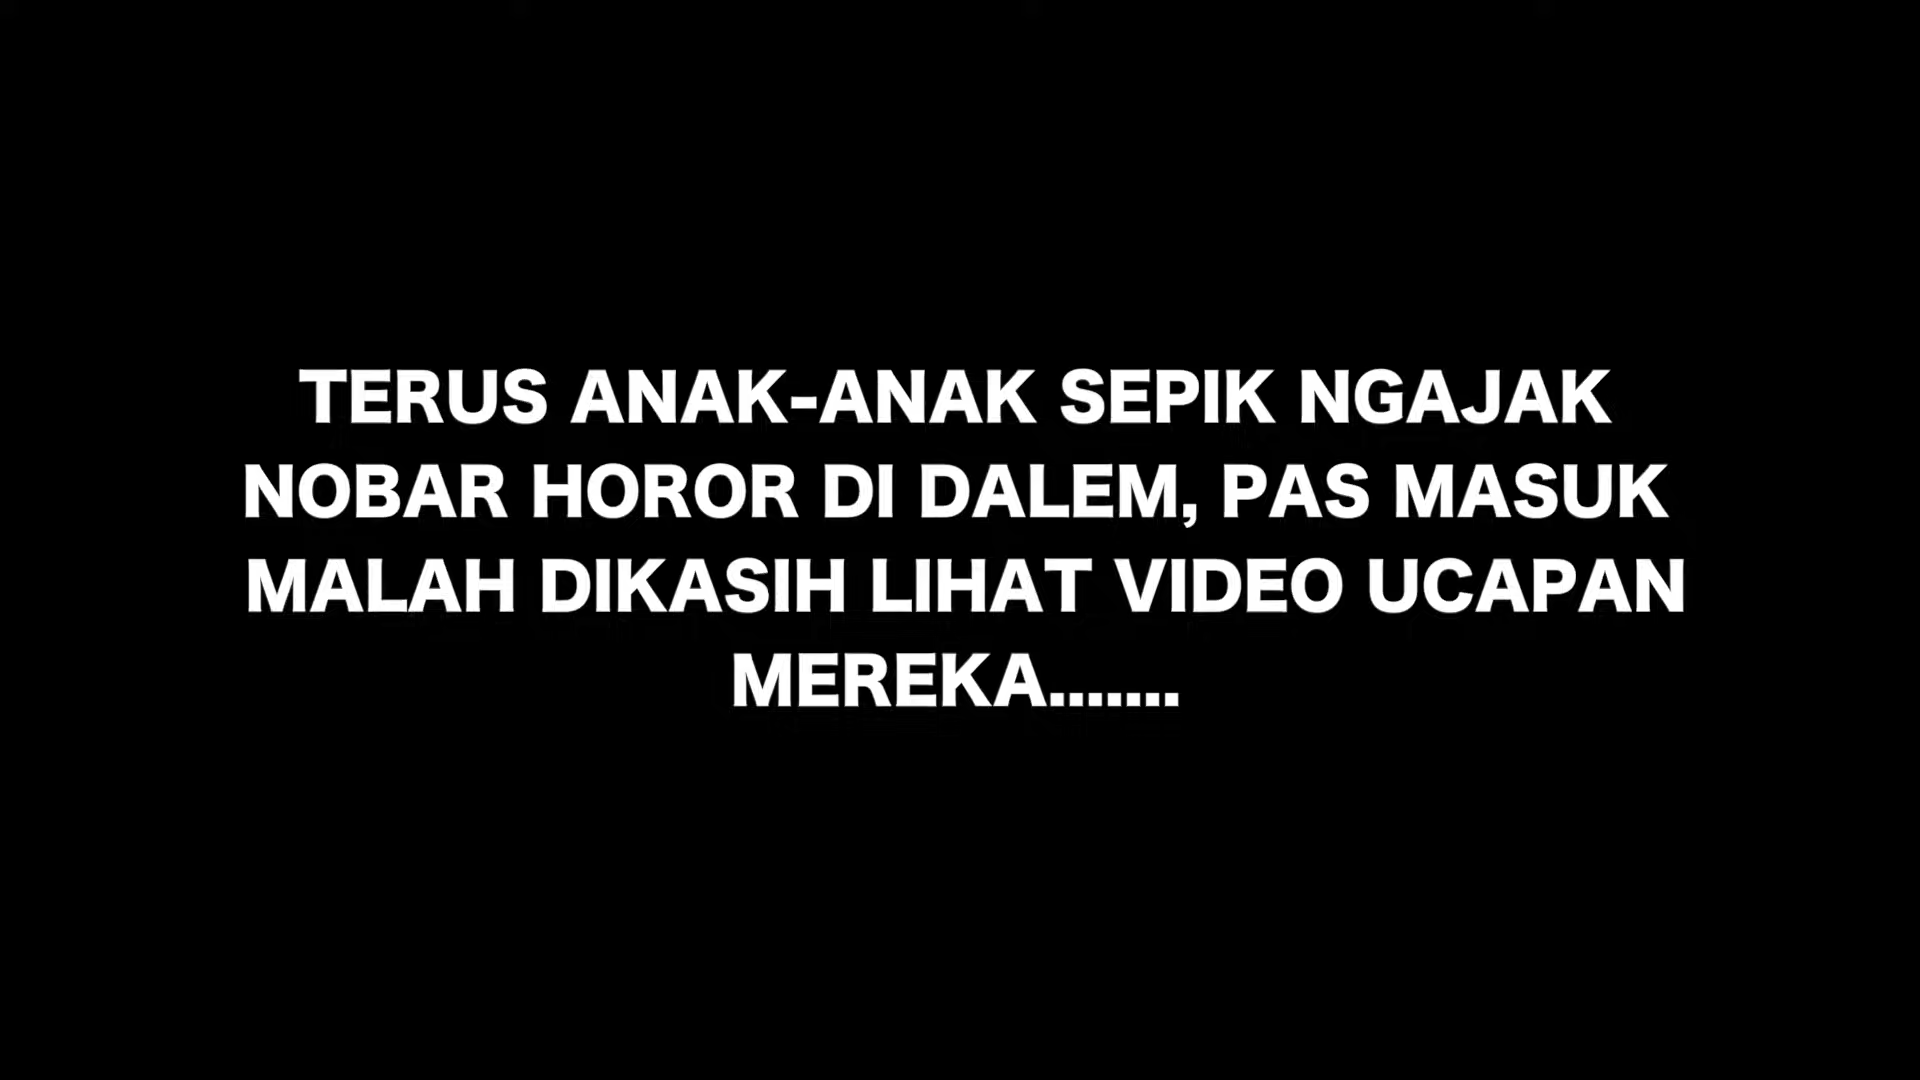 TERUS ANAK-ANAK SEPIK NGAJAK
NOBAR HOROR DI DALEM, PAS MASUK
MALAH DIKASIH LIHAT VIDEO UCAPAN
MEREKA.......